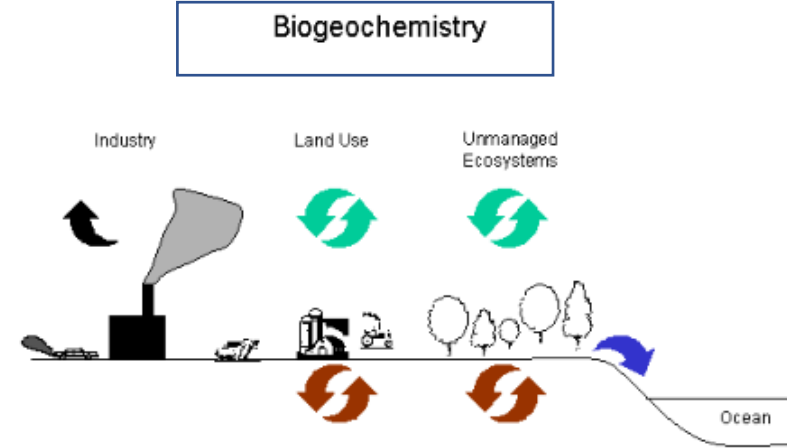 Biogeochemistry
Industry
Land Use
Unmanaged
Ecosystems
Ocean